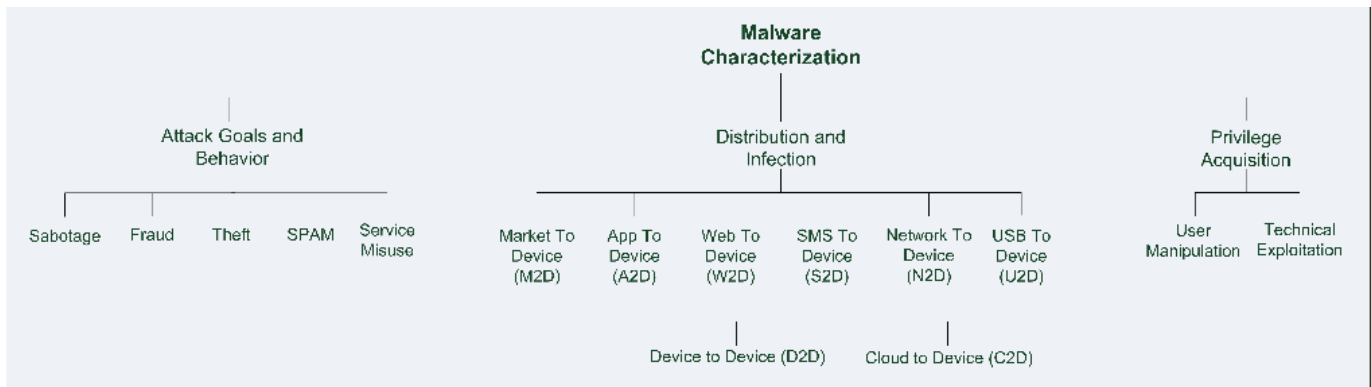 Malware
Characterization
Attack Goals and
Behavior
Distribution and
Infection
Privilege
Acquisition
Sabotage
Fraud
Theft
SPAM
Service
Misuse
Market To
Device
(M2D)
App To
Device
(A2D)
Web To
Device
(W2D)
SMS To
Device
(S2D)
Network To
Device
(N2D)
USB To
Device
(U2D)
User
Manipulation
Technical
Exploitation
Device to Device (D2D)
Cloud to Device (C2D)